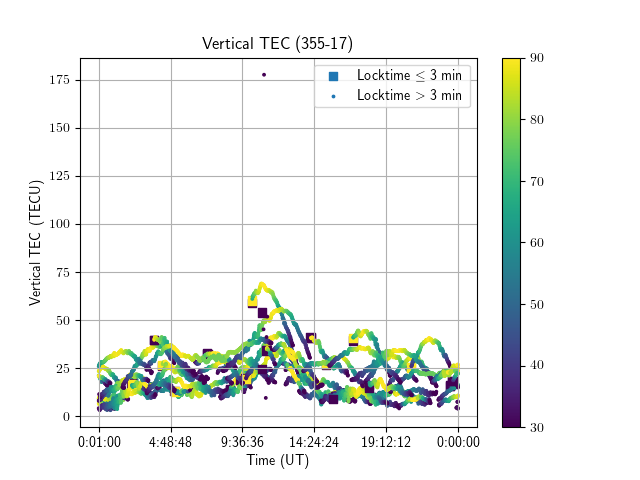 Vertical TEC (355-17)
Locktime ≤ 3 min
Locktime > 3 min
Vertical TEC (TECU)
175
150
125
100
75
50
25
0
0:01:00 4:48:48 9:36:36 14:24:24 19:12:12 0:00:00
Time (UT)
90
80
70
60
50
40
30